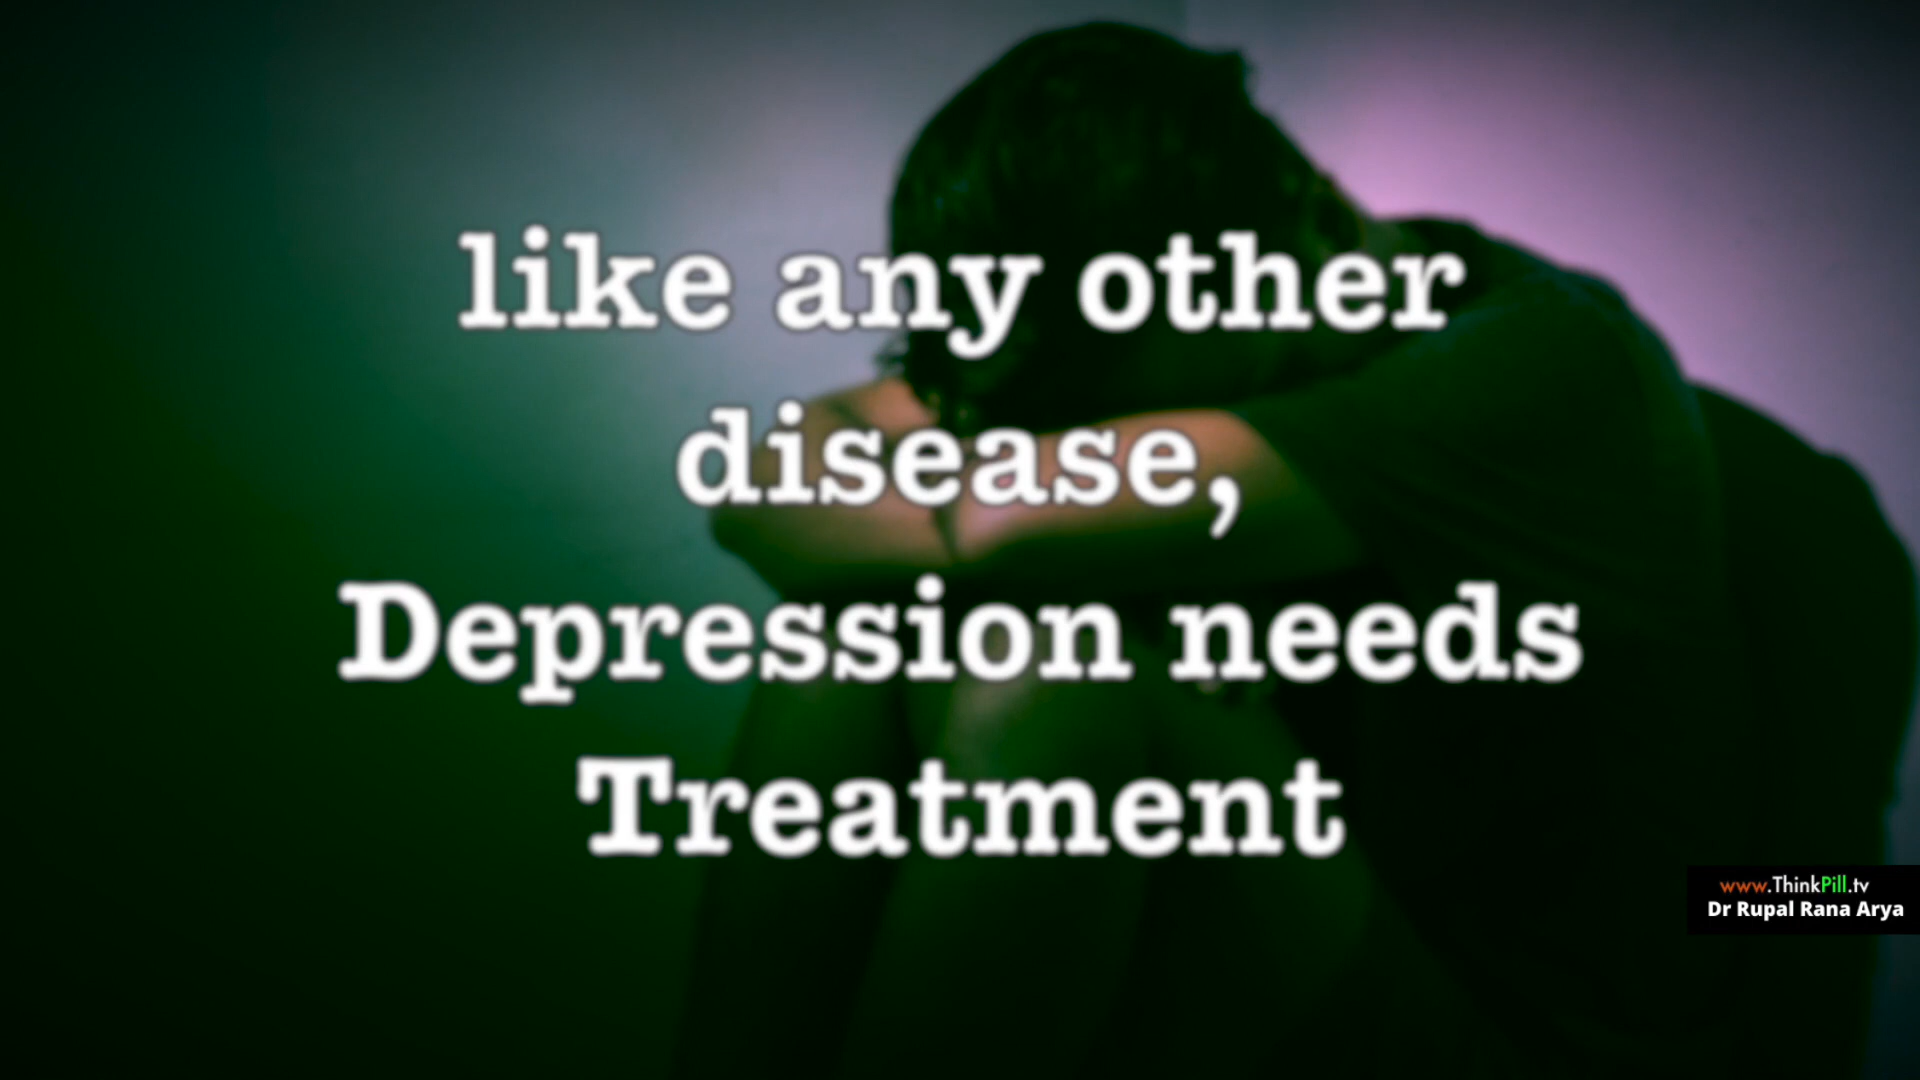 like any other
disease,
Depression needs
Treatment
www.ThinkPill.tv
Dr Rupal Rana Arya